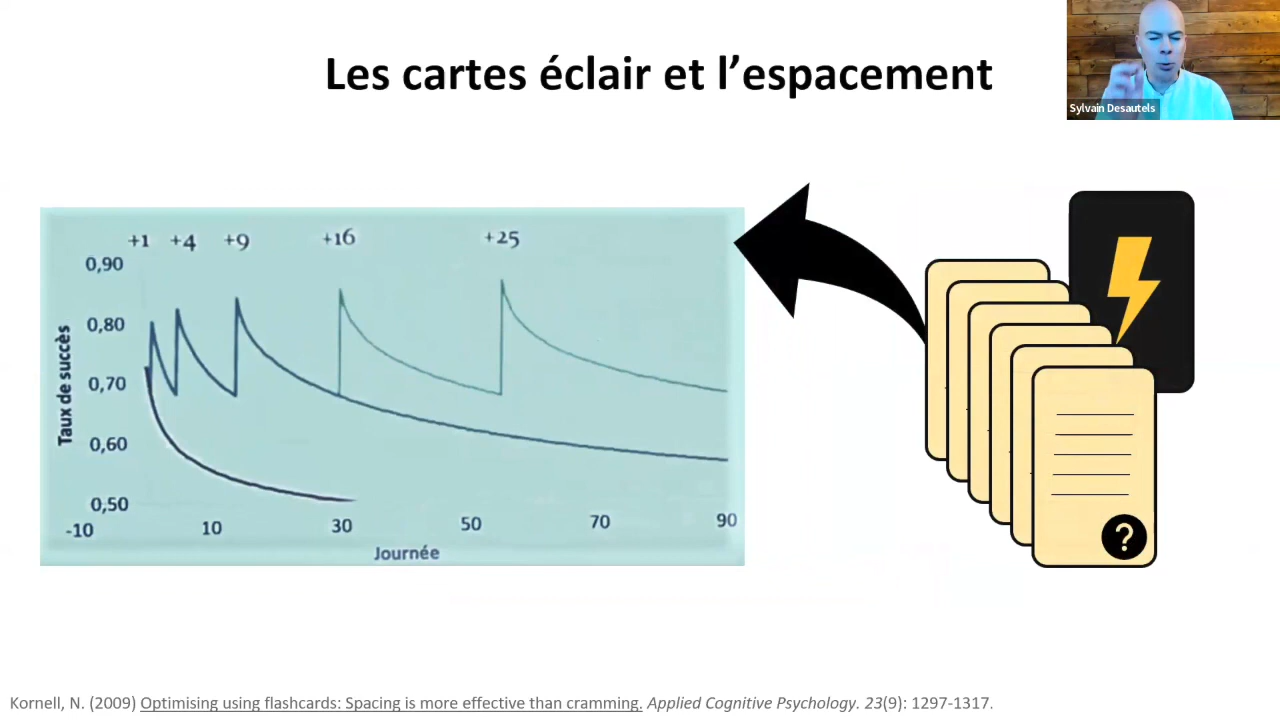 Les cartes éclair et l’espacement
Sylvain Desautels
+1 +4 +9 +16 +25
0,90
0,80
0,70
0,60
0,50
Taux de succès
-10 10 30 50 70 90
Journée
?
Kornell, N. (2009) Optimising using flashcards: Spacing is more effective than cramming. Applied Cognitive Psychology. 23(9): 1297-1317.